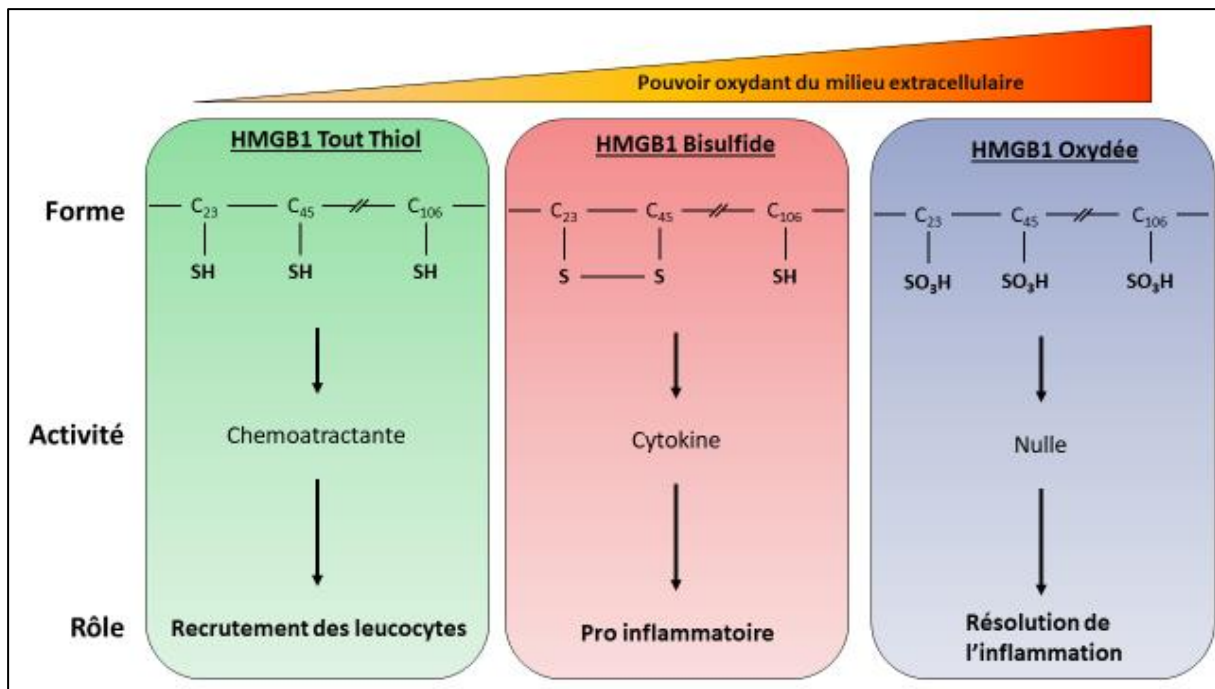 Pouvoir oxydant du milieu extracellulaire
HMGB1 Tout Thiol
HMGB1 Bisulfide
HMGB1 Oxydée
Forme
C₂₃ C₄₅ C₁₀₆
SH SH SH
C₂₃ C₄₅ C₁₀₆
S S SH
C₂₃ C₄₅ C₁₀₆
SO₃H SO₃H SO₃H
Activité
Chemoatractante
Cytokine
Nulle
Rôle
Recrutement des leucocytes
Pro inflammatoire
Résolution de
l’inflammation